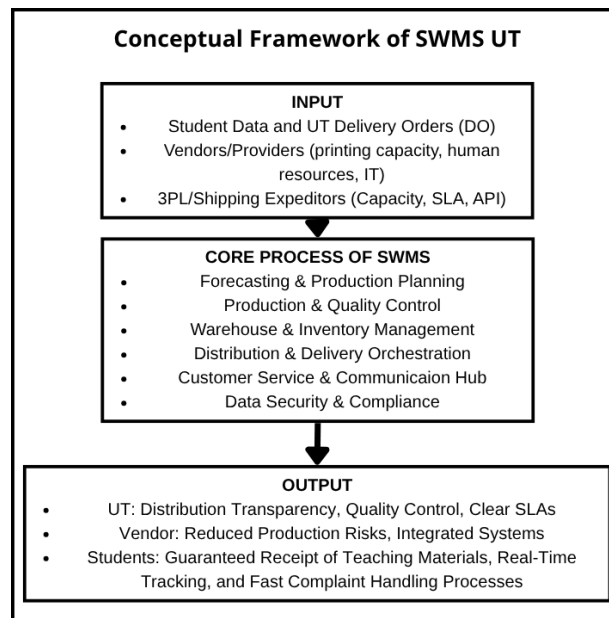 Conceptual Framework of SWMS UT
INPUT
• Student Data and UT Delivery Orders (DO)
• Vendors/Providers (printing capacity, human
resources, IT)
• 3PL/Shipping Expeditors (Capacity, SLA, API)
CORE PROCESS OF SWMS
• Forecasting & Production Planning
• Production & Quality Control
• Warehouse & Inventory Management
• Distribution & Delivery Orchestration
• Customer Service & Communicaion Hub
• Data Security & Compliance
OUTPUT
• UT: Distribution Transparency, Quality Control, Clear SLAs
• Vendor: Reduced Production Risks, Integrated Systems
• Students: Guaranteed Receipt of Teaching Materials, Real-Time
Tracking, and Fast Complaint Handling Processes